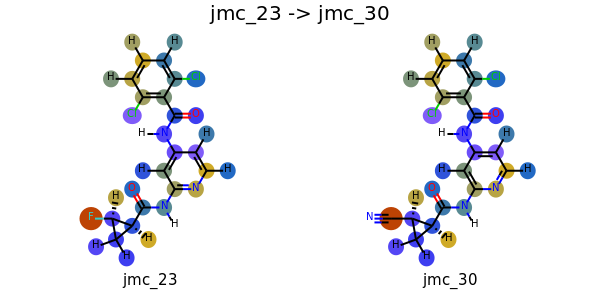 jmc_23 -> jmc_30
H H H H
H Cl H Cl
Cl O Cl O
H N H H N H
H H H H
O N O N
H N H N
F H H N H H
H H H H
H H
jmc_23 jmc_30